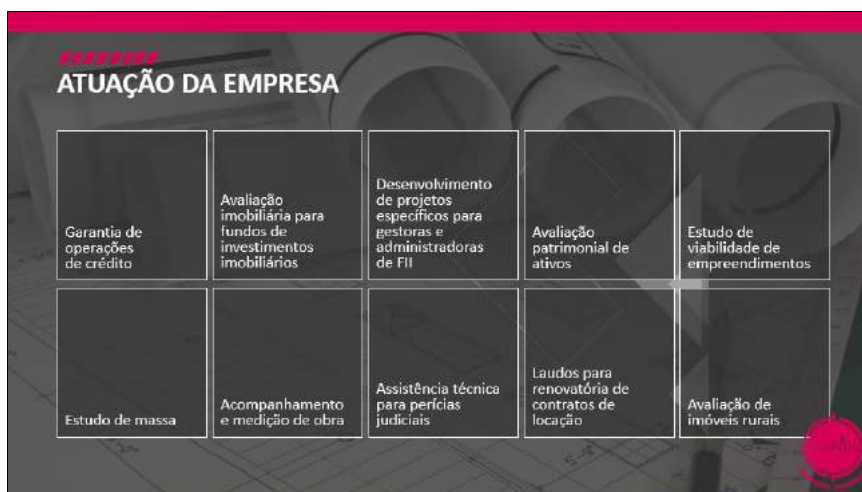 ATUAÇÃO DA EMPRESA
Garantia de
operações
de crédito
Avaliação
imobiliária para
fundos de
investimentos
imobiliários
Desenvolvimento
de projetos
específicos para
gestoras e
administradoras
de FII
Avaliação
patrimonial de
ativos
Estudo de
viabilidade de
empreendimentos
Estudo de massa
Acompanhamento
e medição de obra
Assistência técnica
para perícias
judiciais
Laudos para
renovatória de
contratos de
locação
Avaliação de
imóveis rurais